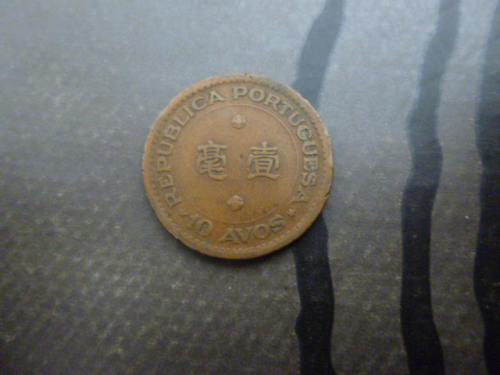 REPUBLICA PORTUGUESA
毫 壹
10 AVOS